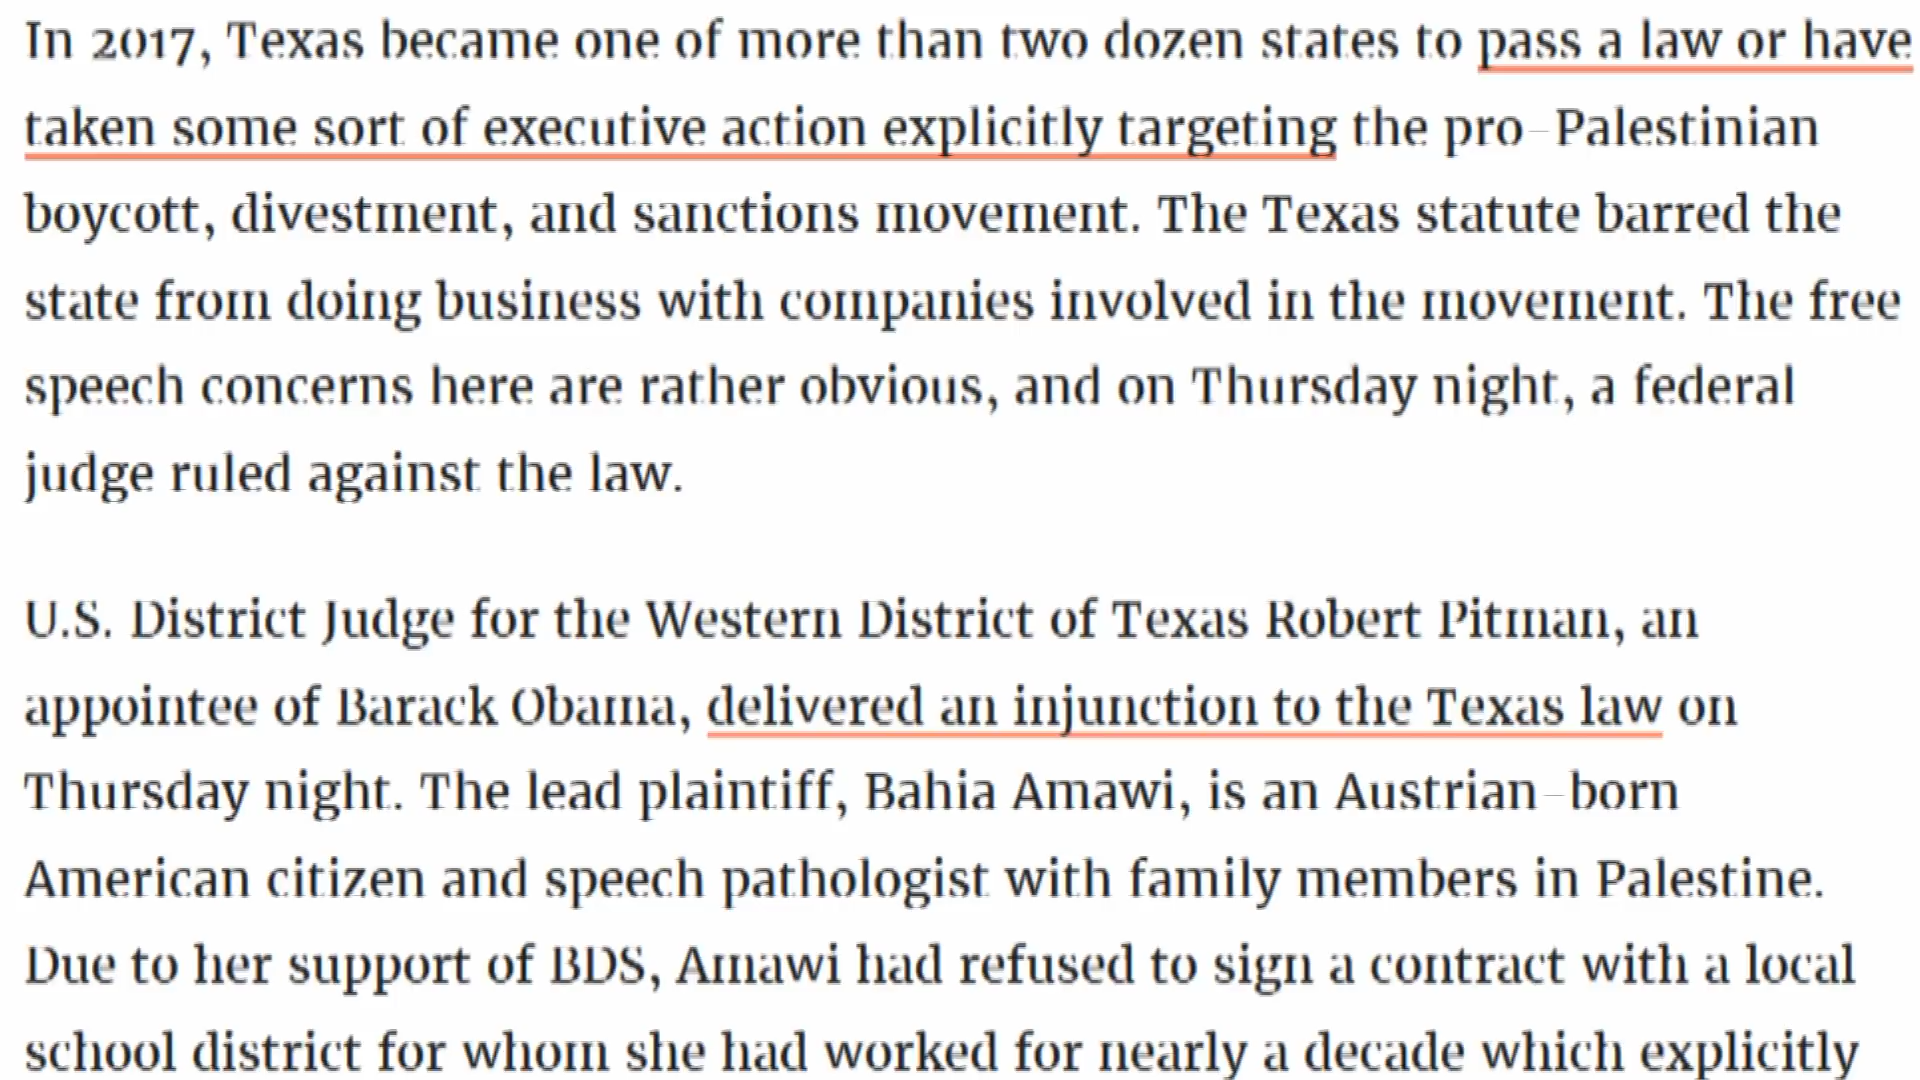 In 2017, Texas became one of more than two dozen states to pass a law or have
taken some sort of executive action explicitly targeting the pro-Palestinian
boycott, divestment, and sanctions movement. The Texas statute barred the
state from doing business with companies involved in the movement. The free
speech concerns here are rather obvious, and on Thursday night, a federal
judge ruled against the law.
U.S. District Judge for the Western District of Texas Robert Pitman, an
appointee of Barack Obama, delivered an injunction to the Texas law on
Thursday night. The lead plaintiff, Bahia Amawi, is an Austrian-born
American citizen and speech pathologist with family members in Palestine.
Due to her support of BDS, Amawi had refused to sign a contract with a local
school district for whom she had worked for nearly a decade which explicitly